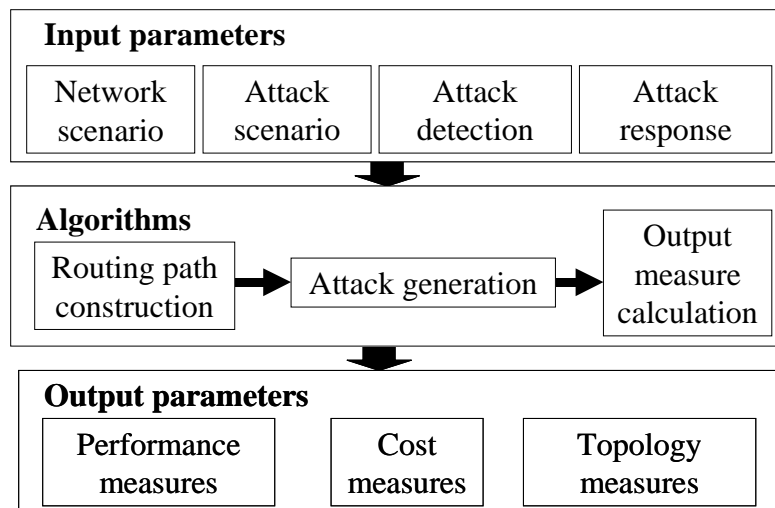 Input parameters
Network
scenario
Attack
scenario
Attack
detection
Attack
response
Algorithms
Routing path
construction
Attack generation
Output
measure
calculation
Output parameters
Performance
measures
Cost
measures
Topology
measures